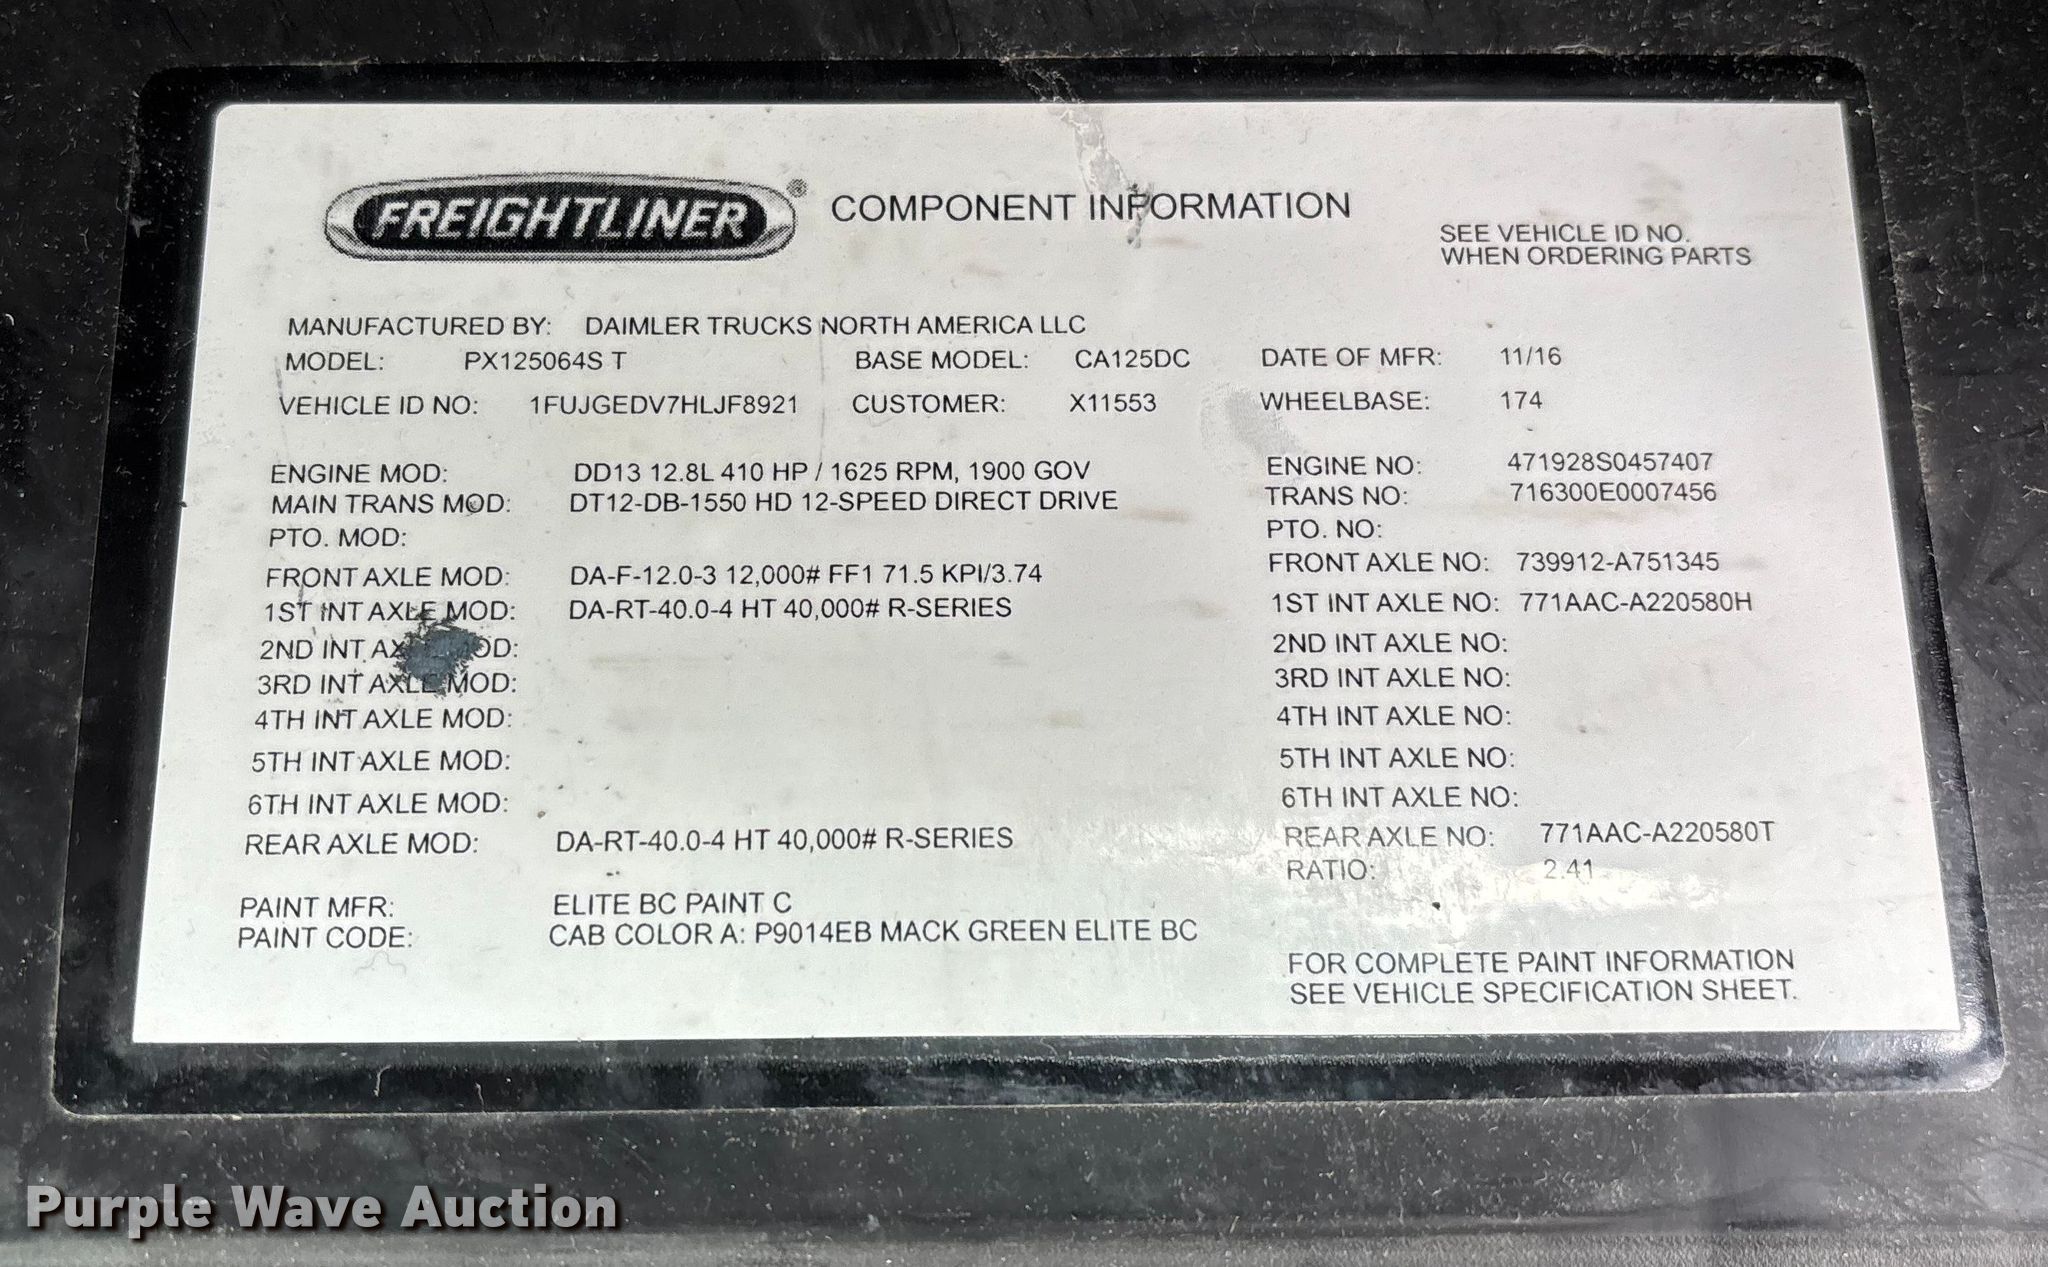 FREIGHTLINER® COMPONENT INFORMATION
SEE VEHICLE ID NO.
WHEN ORDERING PARTS
MANUFACTURED BY: DAIMLER TRUCKS NORTH AMERICA LLC
MODEL: PX125064S T BASE MODEL: CA125DC DATE OF MFR: 11/16
VEHICLE ID NO: 1FUJGEDV7HLJF8921 CUSTOMER: X11553 WHEELBASE: 174
ENGINE MOD: DD13 12.8L 410 HP / 1625 RPM, 1900 GOV ENGINE NO: 471928S0457407
MAIN TRANS MOD: DT12-DB-1550 HD 12-SPEED DIRECT DRIVE TRANS NO: 716300E0007456
PTO. MOD: PTO. NO:
FRONT AXLE MOD: DA-F-12.0-3 12,000# FF1 71.5 KPI/3.74 FRONT AXLE NO: 739912-A751345
1ST INT AXLE MOD: DA-RT-40.0-4 HT 40,000# R-SERIES 1ST INT AXLE NO: 771AAC-A220580H
2ND INT AXLE MOD: 2ND INT AXLE NO:
3RD INT AXLE MOD: 3RD INT AXLE NO:
4TH INT AXLE MOD: 4TH INT AXLE NO:
5TH INT AXLE MOD: 5TH INT AXLE NO:
6TH INT AXLE MOD: 6TH INT AXLE NO:
REAR AXLE MOD: DA-RT-40.0-4 HT 40,000# R-SERIES REAR AXLE NO: 771AAC-A220580T
RATIO: 2.41
PAINT MFR: ELITE BC PAINT C
PAINT CODE: CAB COLOR A: P9014EB MACK GREEN ELITE BC
FOR COMPLETE PAINT INFORMATION
SEE VEHICLE SPECIFICATION SHEET.
Purple Wave Auction